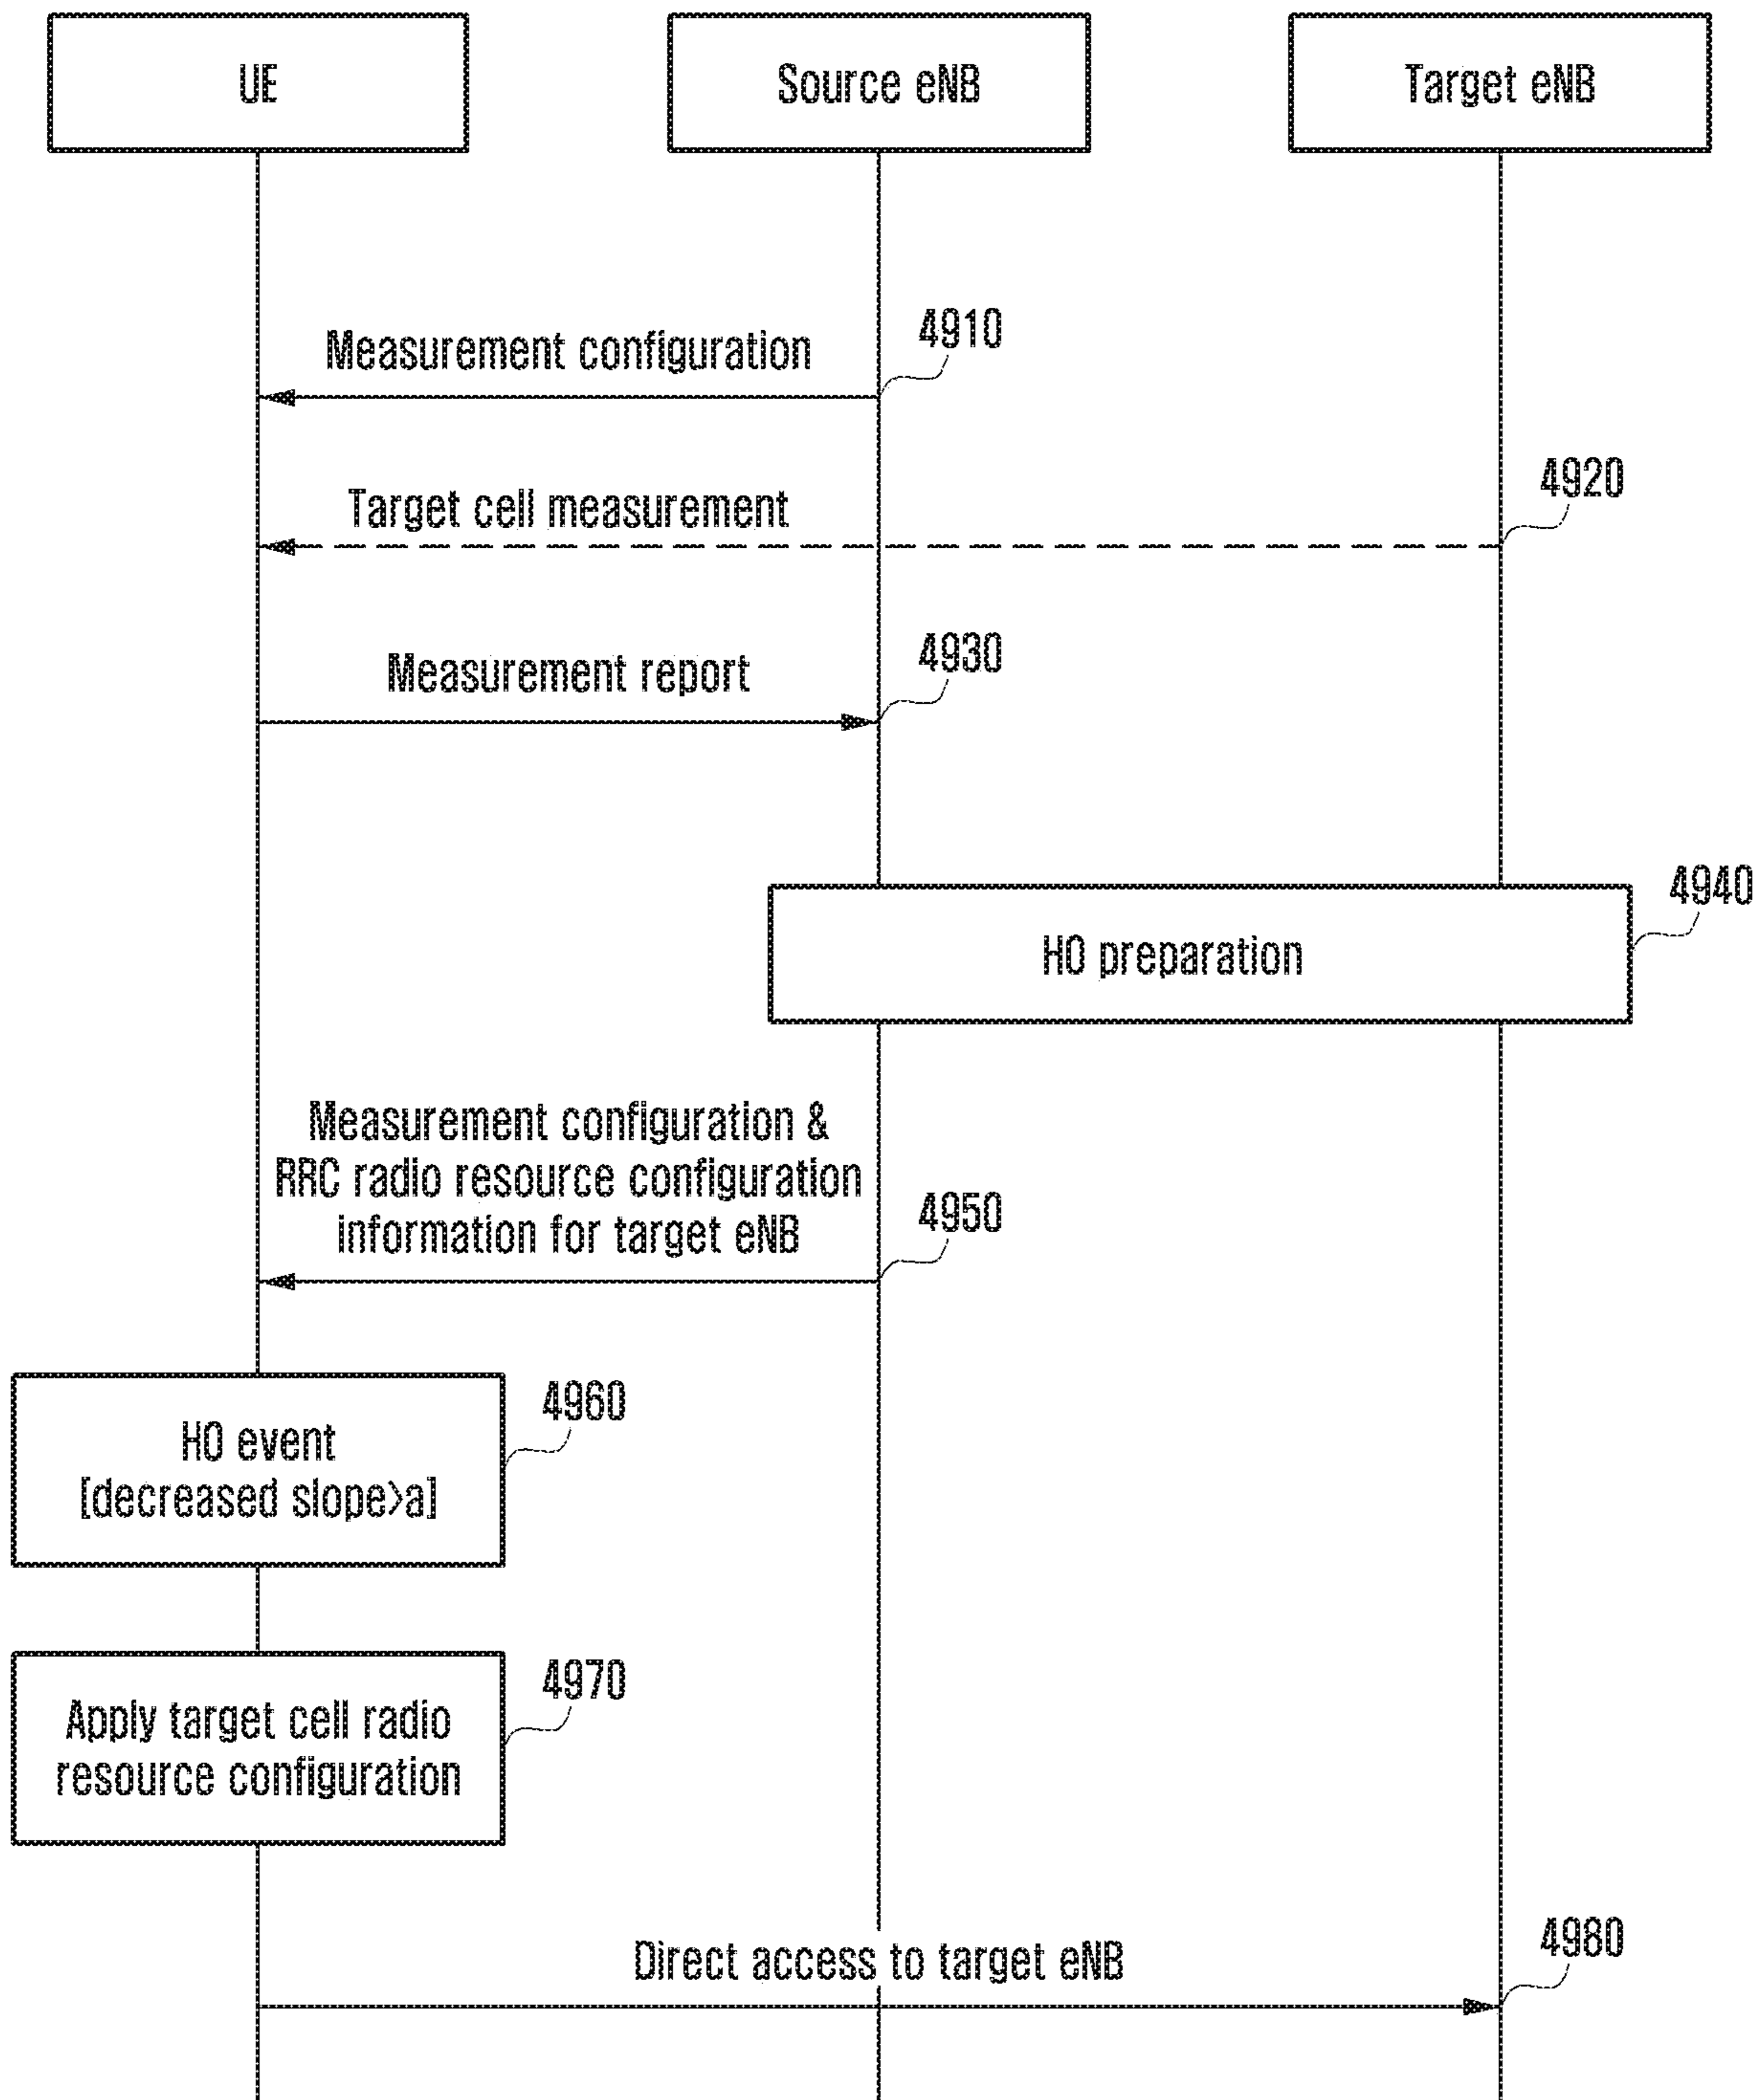 UE
Source eNB
Target eNB
4910
Measurement configuration
4920
Target cell measurement
4930
Measurement report
4940
HO preparation
Measurement configuration &
RRC radio resource configuration
information for target eNB
4950
4960
HO event
[decreased slope>a]
4970
Apply target cell radio
resource configuration
4980
Direct access to target eNB